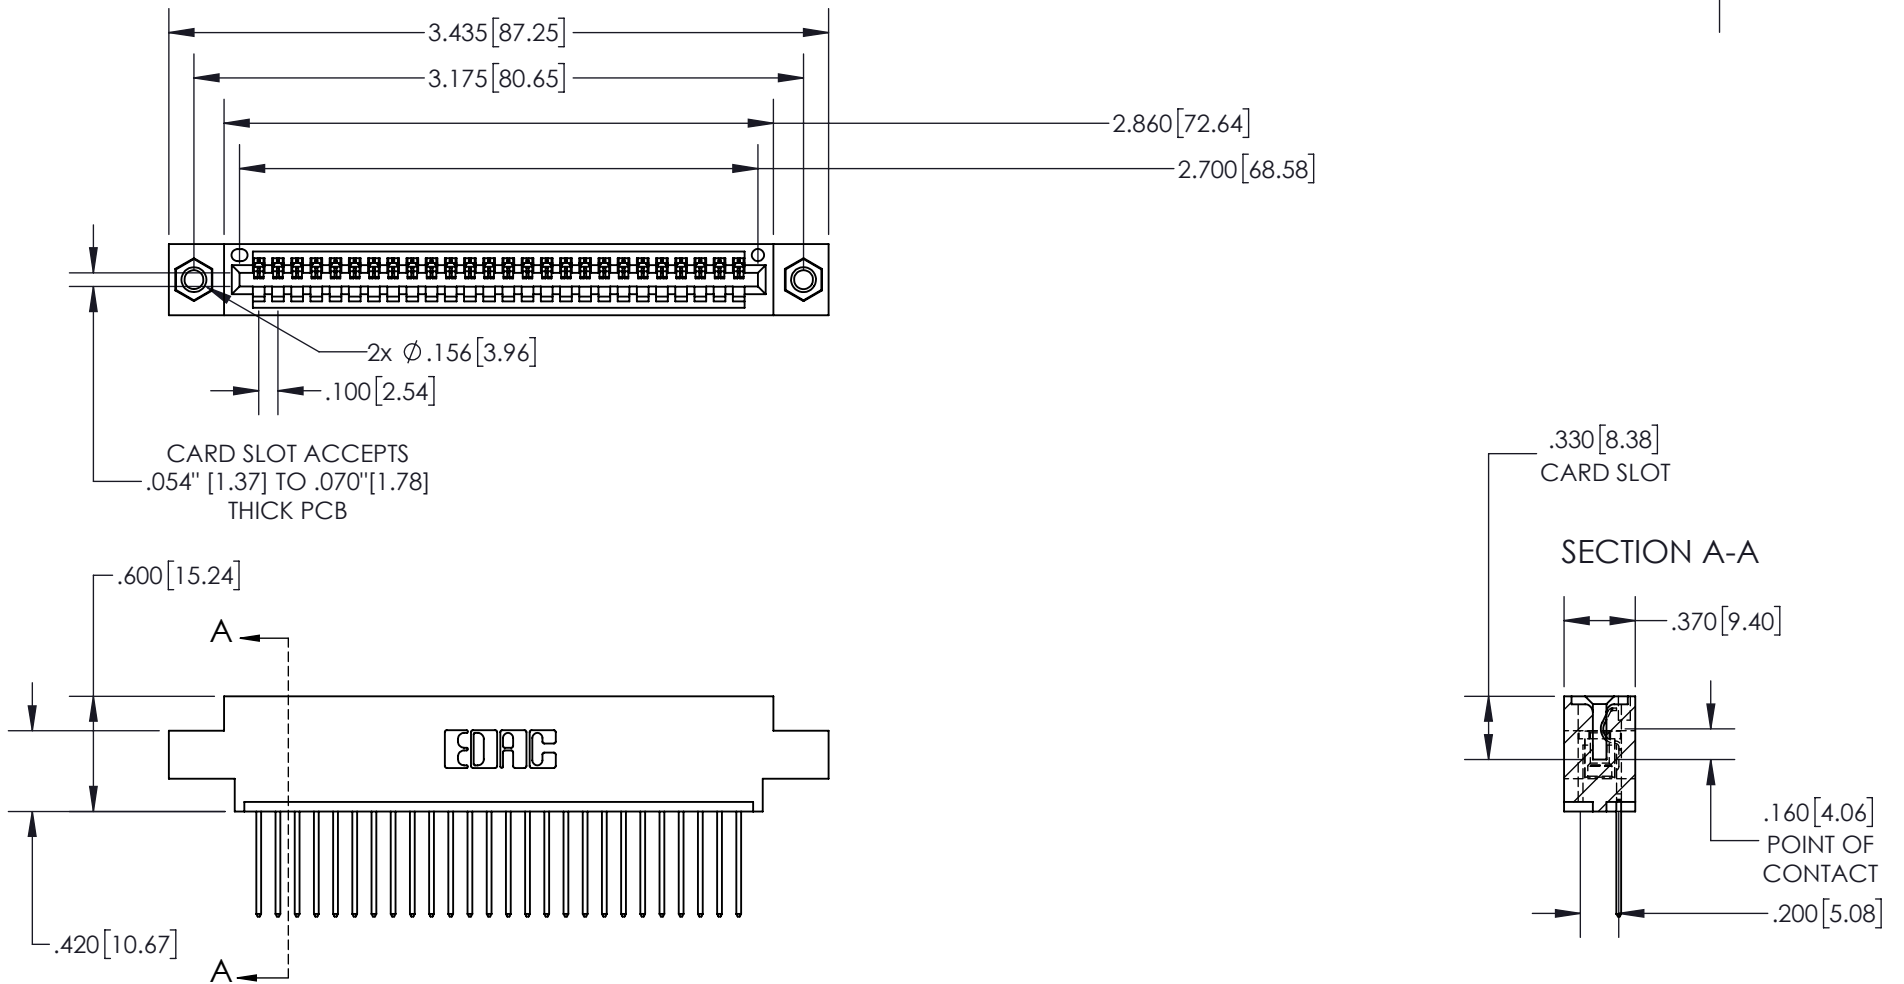 3.435[87.25]
3.175[80.65]
2.860[72.64]
2.700[68.58]
2x Ø.156[3.96]
.100[2.54]
CARD SLOT ACCEPTS
.054" [1.37] TO .070"[1.78]
THICK PCB
.330[8.38]
CARD SLOT
SECTION A-A
.600[15.24]
A
.370[9.40]
EDAC
.160[4.06]
POINT OF
CONTACT
.200[5.08]
.420[10.67]
A